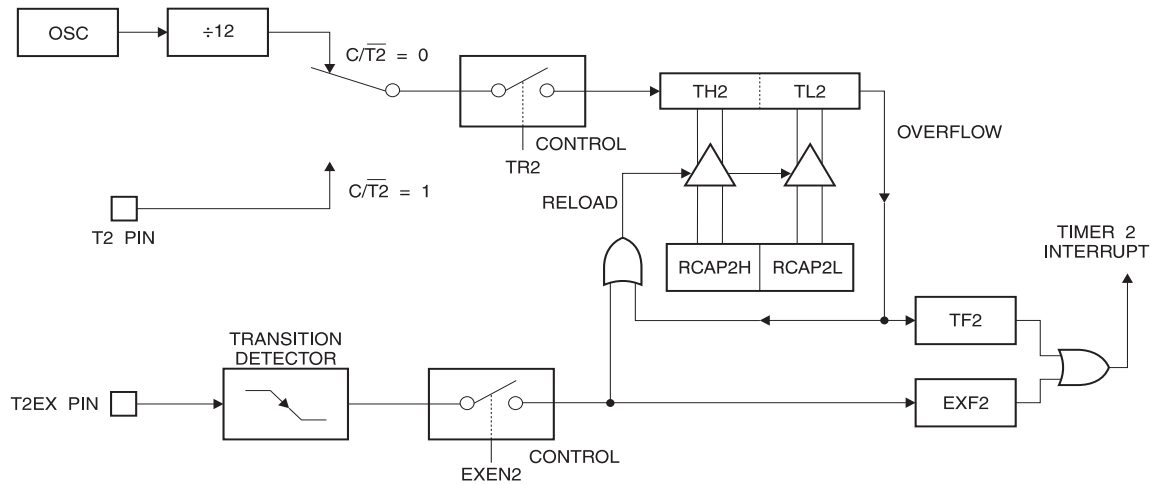 OSC
÷12
C/T2̅ = 0
TH2
TL2
OVERFLOW
CONTROL
TR2
C/T2̅ = 1
RELOAD
T2 PIN
TIMER 2
INTERRUPT
RCAP2H
RCAP2L
TF2
TRANSITION
DETECTOR
T2EX PIN
EXF2
CONTROL
EXEN2